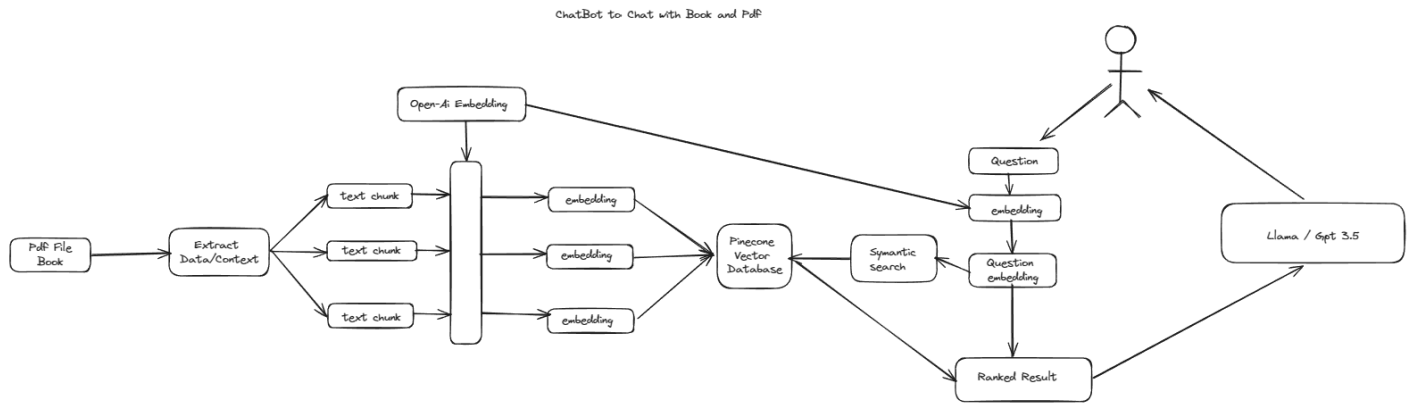 ChatBot to Chat with Book and Pdf
Open-Ai Embedding
Question
text chunk
embedding
embedding
Pdf File
Book
Extract
Data/Context
text chunk
embedding
Pinecone
Vector
Database
Symantic
search
Question
embedding
Llama / Gpt 3.5
text chunk
embedding
Ranked Result